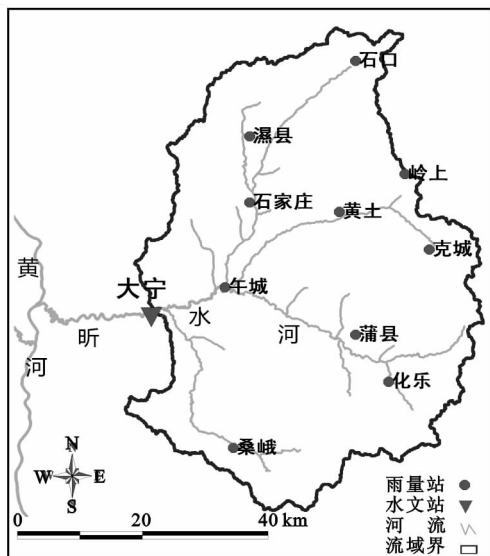 石口
濕县
岭上
石家庄
黄土
克城
黄
大宁
午城
昕
水
河
蒲县
河
化乐
桑峨
N
W E
S
雨量站
水文站
河流
流域界
0 20 40 km